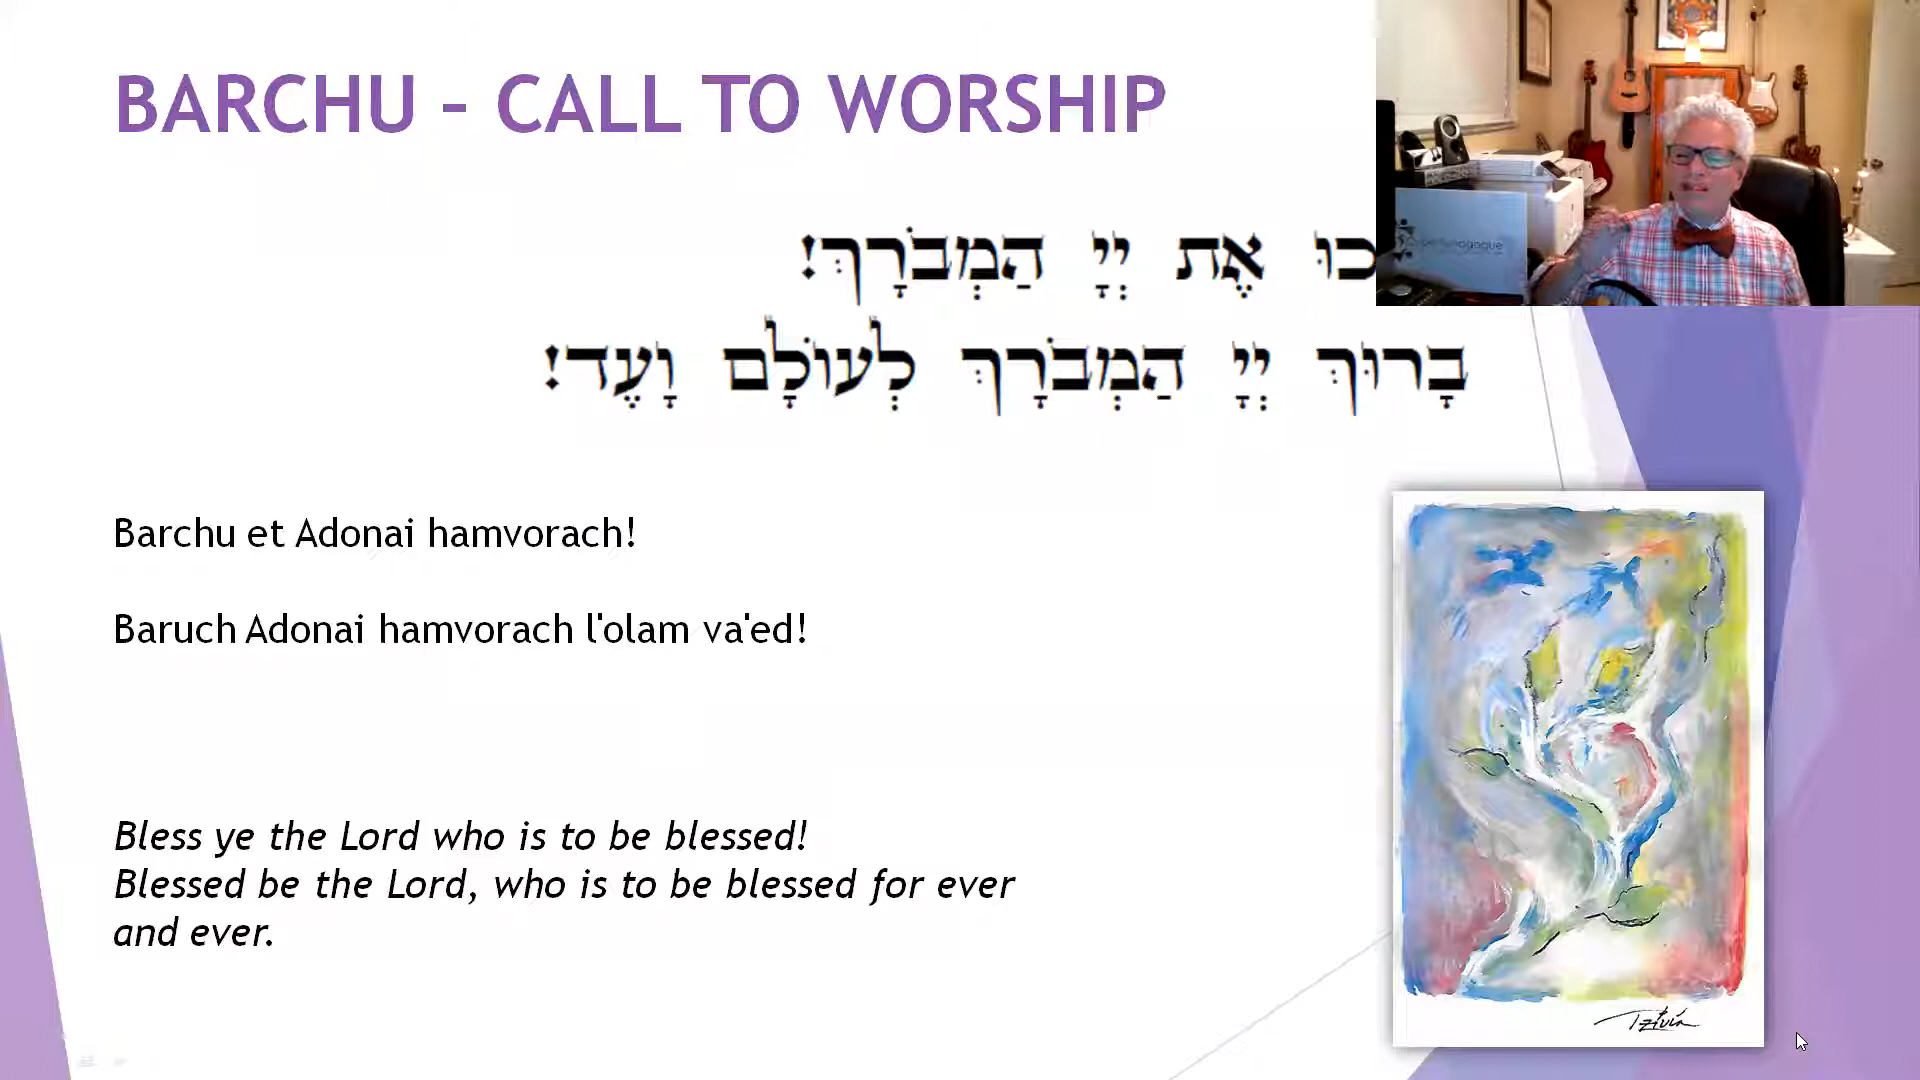 BARCHU – CALL TO WORSHIP
אֶת יְיָ הַמְבֹרָךְ!
בָּרוּךְ יְיָ הַמְבֹרָךְ לְעוֹלָם וָעֶד!
Barchu et Adonai hamvorach!
Baruch Adonai hamvorach l'olam va'ed!
Bless ye the Lord who is to be blessed!
Blessed be the Lord, who is to be blessed for ever
and ever.
Tzivia